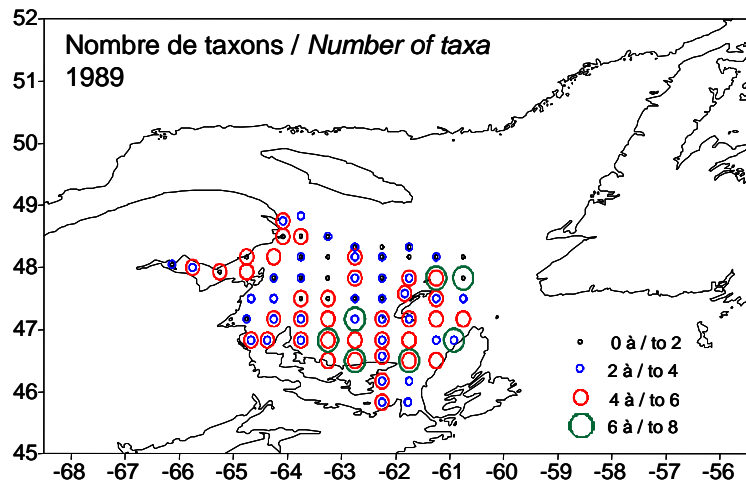 52
Nombre de taxons / Number of taxa
1989
51
50
49
48
47
46
45
0 à / to 2
2 à / to 4
4 à / to 6
6 à / to 8
-68 -67 -66 -65 -64 -63 -62 -61 -60 -59 -58 -57 -56